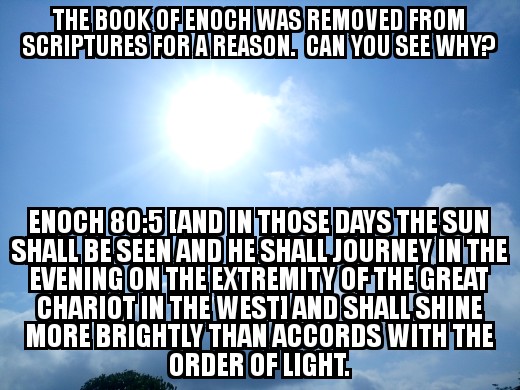 THE BOOK OF ENOCH WAS REMOVED FROM
SCRIPTURES FOR A REASON. CAN YOU SEE WHY?
ENOCH 80:5 [AND IN THOSE DAYS THE SUN
SHALL BE SEEN AND HE SHALL JOURNEY IN THE
EVENING ON THE EXTREMITY OF THE GREAT
CHARIOT IN THE WEST] AND SHALL SHINE
MORE BRIGHTLY THAN ACCORDS WITH THE
ORDER OF LIGHT.